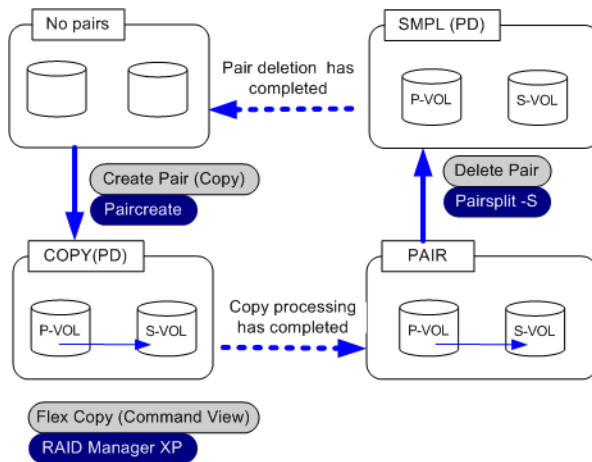 No pairs
SMPL (PD)
Pair deletion has
completed
P-VOL
S-VOL
Create Pair (Copy)
Paircreate
Delete Pair
Pairsplit -S
COPY(PD)
PAIR
P-VOL
S-VOL
Copy processing
has completed
P-VOL
S-VOL
Flex Copy (Command View)
RAID Manager XP